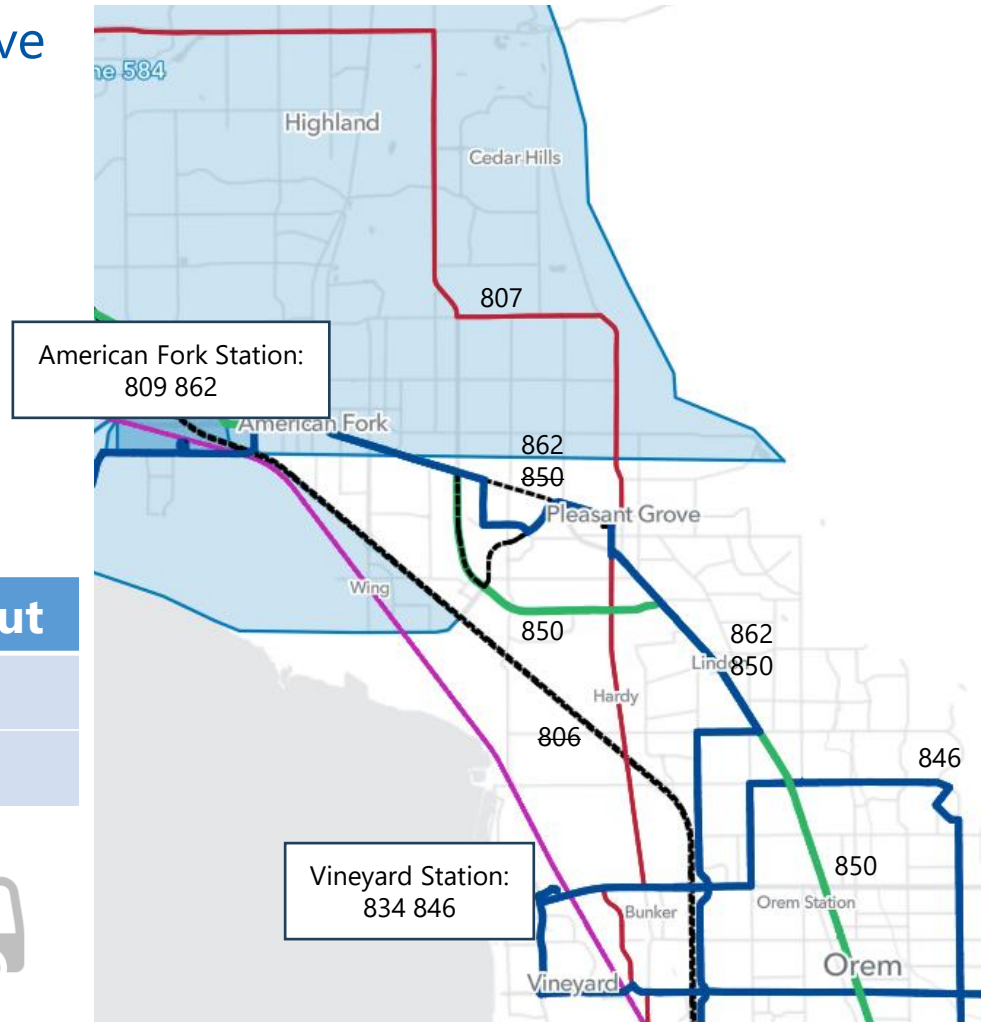 ve
ne 584
Highland
Cedar Hills
807
American Fork Station:
809 862
American Fork
862
850
Pleasant Grove
Wing
ut
850
862
Lindon
850
Hardy
806
846
Vineyard Station:
834 846
850
Bunker
Orem Station
Orem
Vineyard